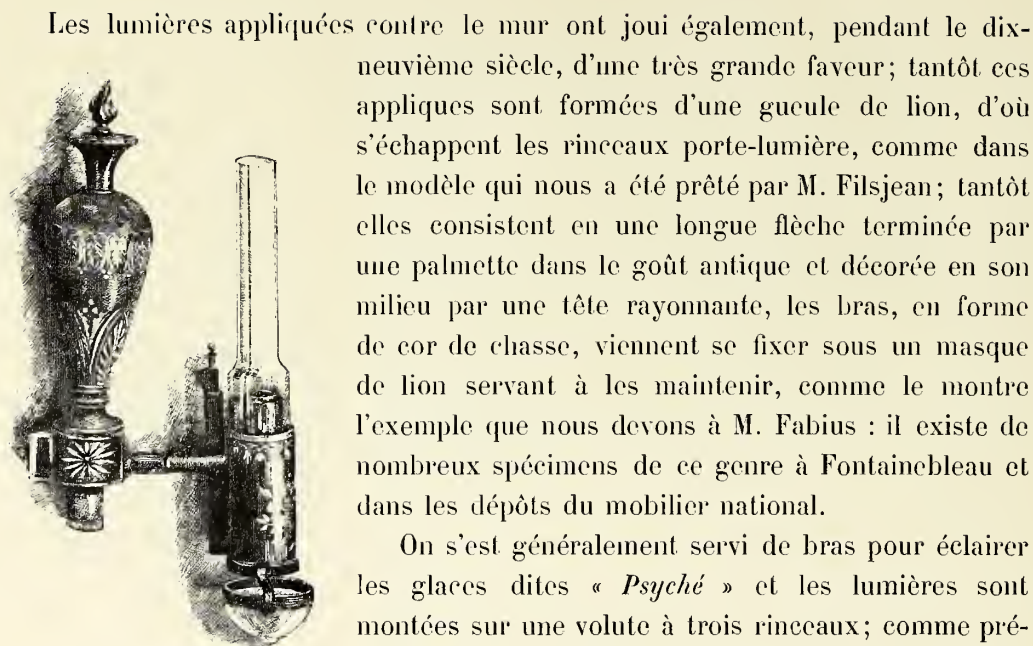 Les lumières appliquées contre le mur ont joui également, pendant le dix-
neuvième siècle, d'une très grande faveur; tantôt ces
appliques sont formées d'une gueule de lion, d'où
s'échappent les rinceaux porte-lumière, comme dans
le modèle qui nous a été prêté par M. Filsjean; tantôt
elles consistent en une longue flèche terminée par
une palmette dans le goût antique et décorée en son
milieu par une tête rayonnante, les bras, en forme
de cor de chasse, viennent se fixer sous un masque
de lion servant à les maintenir, comme le montre
l'exemple que nous devons à M. Fabius : il existe de
nombreux spécimens de ce genre à Fontainebleau et
dans les dépôts du mobilier national.
On s'est généralement servi de bras pour éclairer
les glaces dites « Psyché » et les lumières sont
montées sur une volute à trois rinceaux; comme pré-